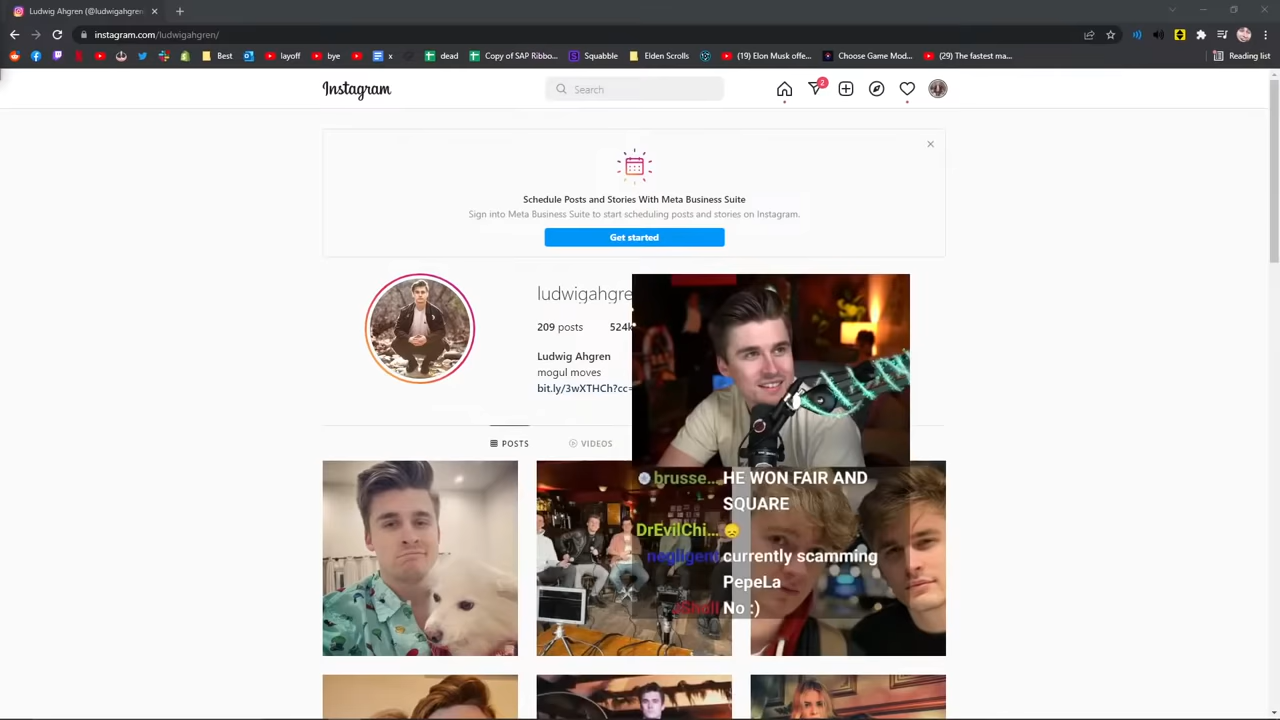 Ludwig Ahgren (@ludwigahgren
instagram.com/ludwigahgren/
Best
layoff
bye
x
dead
Copy of SAP Ribbo...
Squabble
Elden Scrolls
(19) Elon Musk offe...
Choose Game Mod...
(29) The fastest ma...
Reading list
Instagram
Search
2
Schedule Posts and Stories With Meta Business Suite
Sign into Meta Business Suite to start scheduling posts and stories on Instagram.
Get started
ludwigahgre
209 posts
524k
Ludwig Ahgren
mogul moves
bit.ly/3wXTHCh?cc=
POSTS
VIDEOS
brusse... HE WON FAIR AND
SQUARE
DrEvilChi...
negllgent currently scamming
PepeLa
No :)